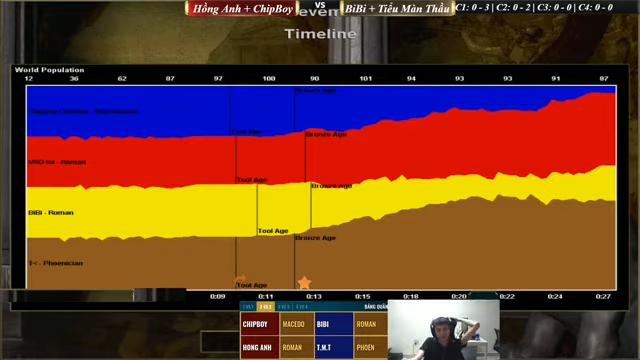 Hồng Anh + ChipBoy VS BiBi + Tiểu Màn Thầu C1: 0 - 3 | C2: 0 - 2 | C3: 0 - 0 | C4: 0 - 0
Timeline
World Population
12 36 62 87 97 100 90 101 94 93 93 91 87
Bronze Age
Tool Age
Bronze Age
VRD - Roman
Tool Age
Bronze Age
BiBi - Roman
Tool Age
Bronze Age
T< - Phoenician
Tool Age
0:09 0:11 0:13 0:14 0:16 0:18 0:20 0:22 0:24 0:27
CHIPBOY MACEDO BIBI ROMAN
HỒNG ANH ROMAN T.M.T PHOEN